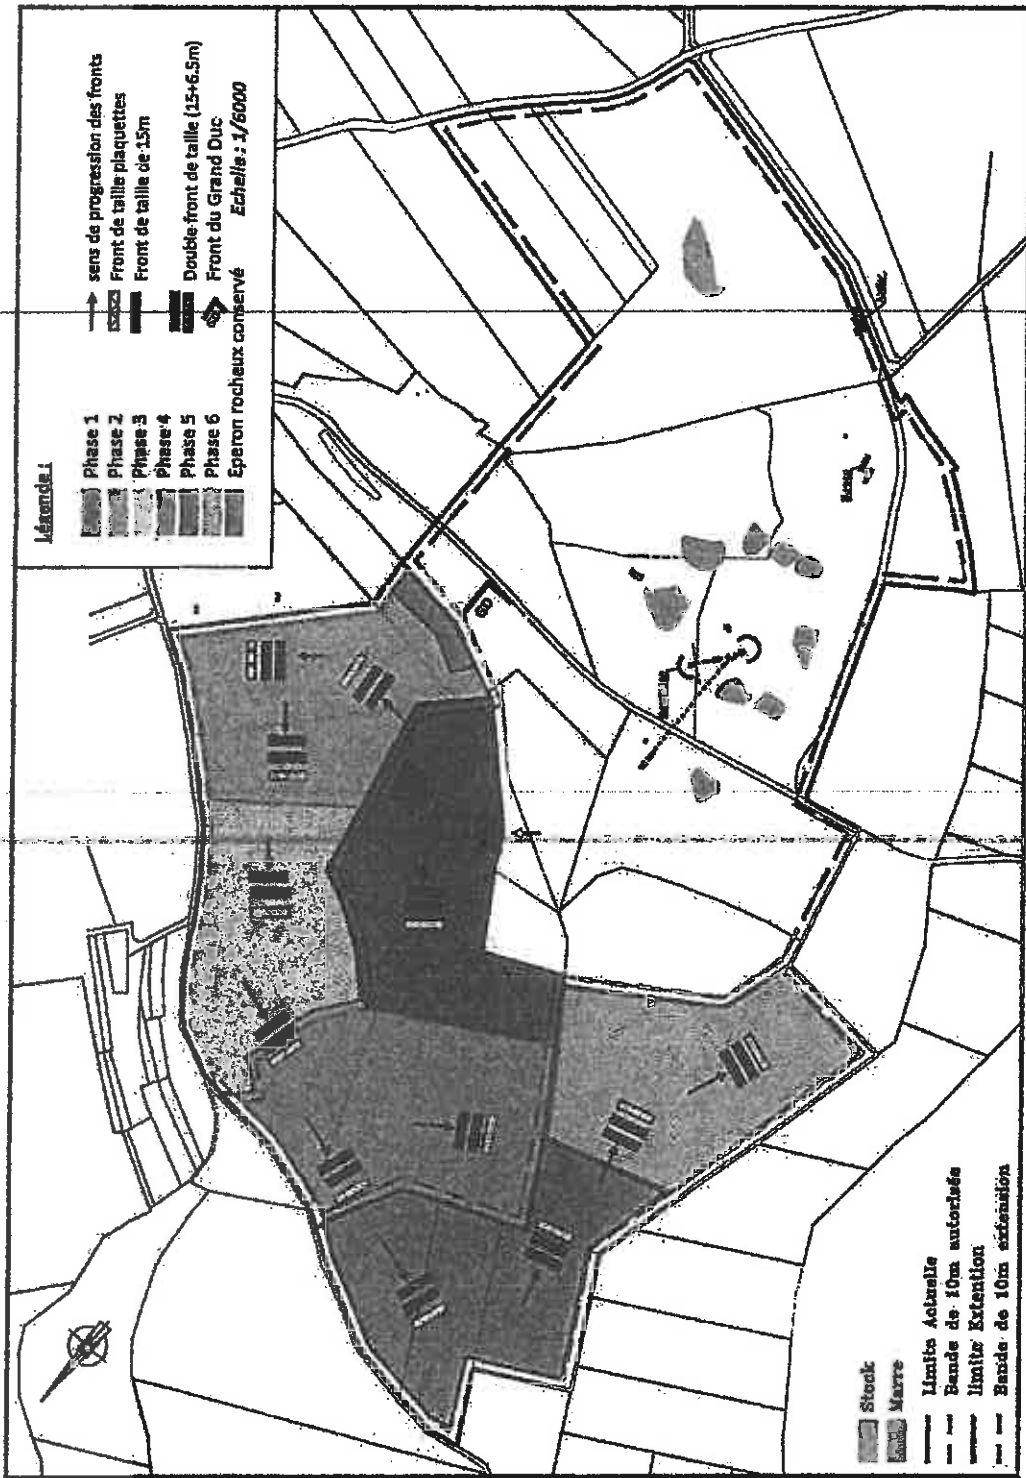 Légende :
Phase 1
Phase 2
Phase 3
Phase 4
Phase 5
Phase 6
Eperon rocheux conservé
sens de progression des fronts
Front de taille plaquettes
Front de taille de 15m
Double front de taille (15+6.5m)
Front du Grand Duc
Echelle : 1/6000
GD
Stock
Marre
Limite Actuelle
Bande de 10m autorisée
limite Extention
Bande de 10m extension